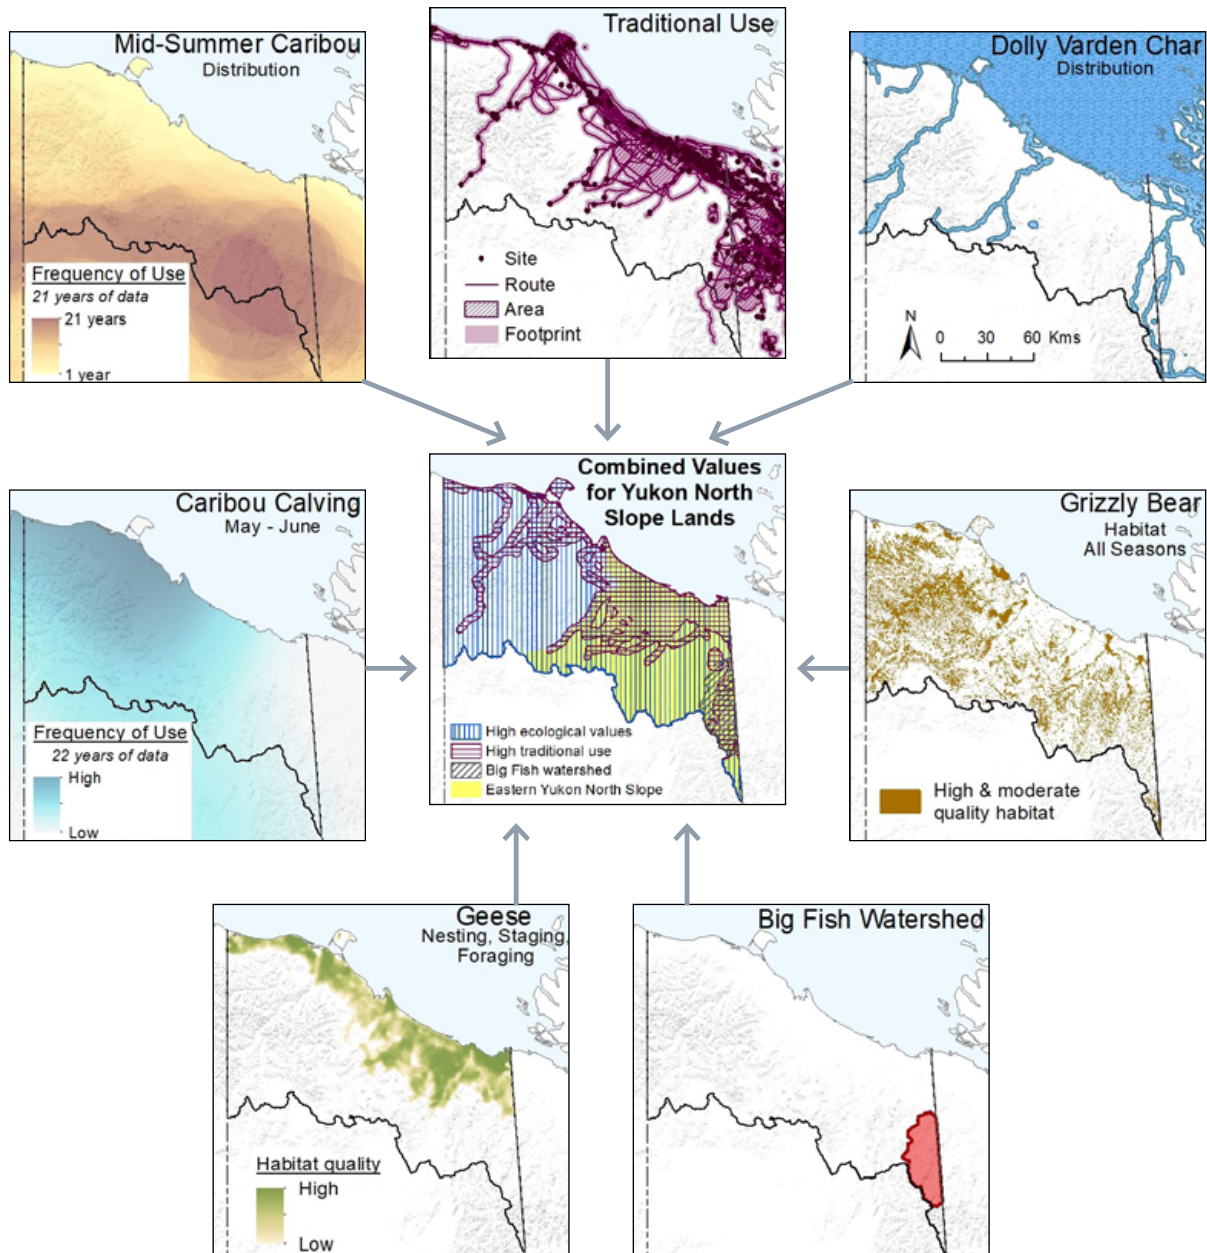 Mid-Summer Caribou
Distribution
Frequency of Use
21 years of data
21 years
1 year
Traditional Use
Site
Route
Area
Footprint
Dolly Varden Char
Distribution
N
0 30 60 Kms
Caribou Calving
May - June
Frequency of Use
22 years of data
High
Low
Combined Values
for Yukon North
Slope Lands
High ecological values
High traditional use
Big Fish watershed
Eastern Yukon North Slope
Grizzly Bear
Habitat
All Seasons
High & moderate
quality habitat
Geese
Nesting, Staging,
Foraging
Habitat quality
High
Low
Big Fish Watershed